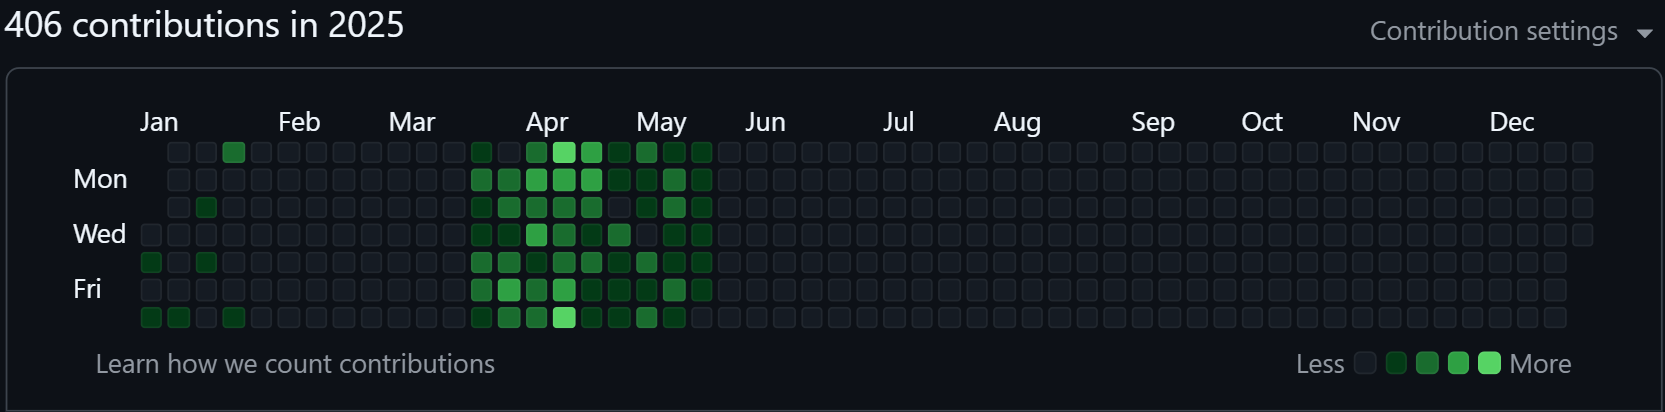 406 contributions in 2025
Contribution settings
Jan Feb Mar Apr May Jun Jul Aug Sep Oct Nov Dec
Mon
Wed
Fri
Learn how we count contributions
Less More